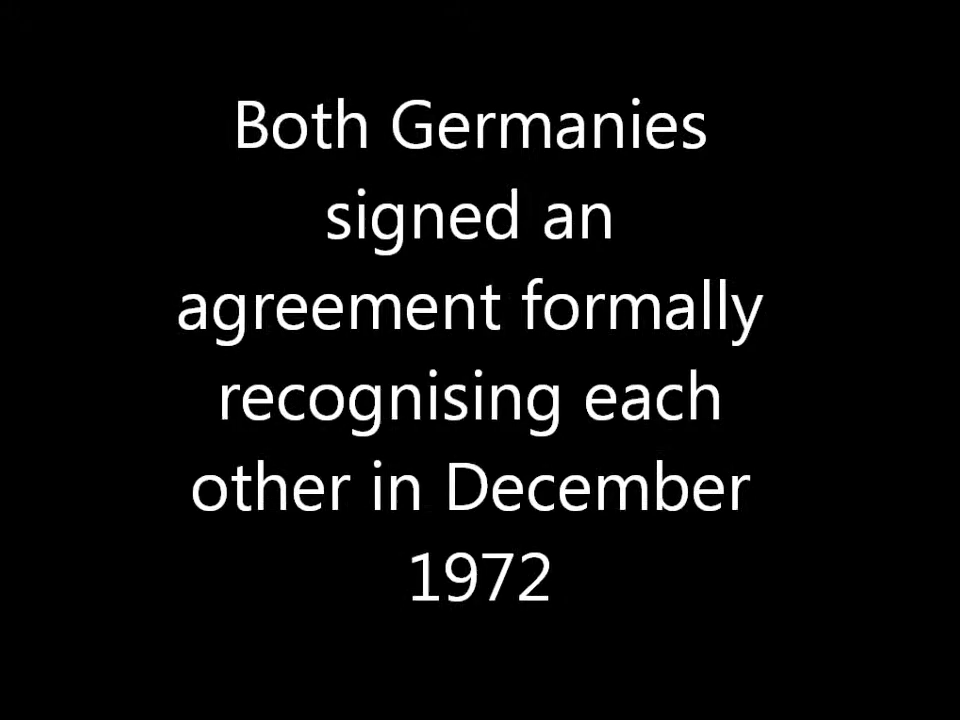 Both Germanies
signed an
agreement formally
recognising each
other in December
1972